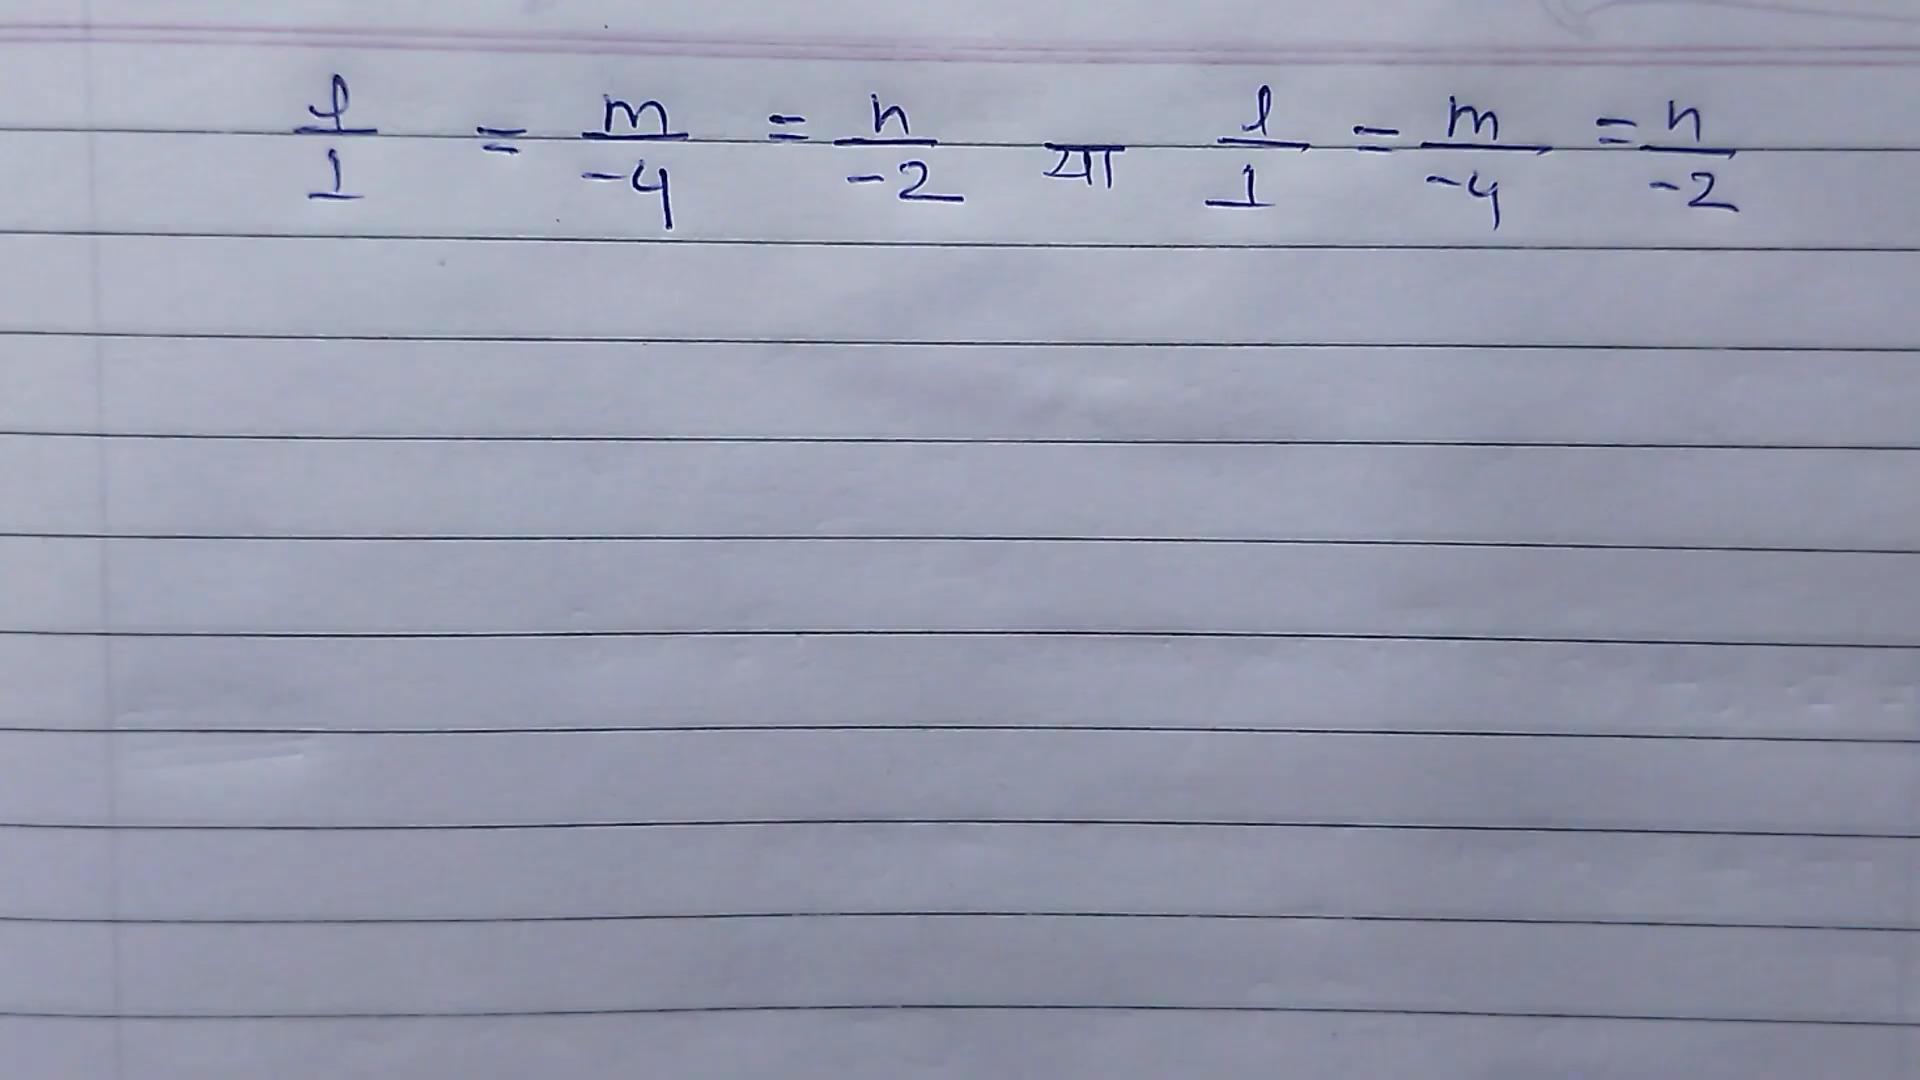 l/1 = m/-4 = n/-2 या l/1 = m/-4 = n/-2